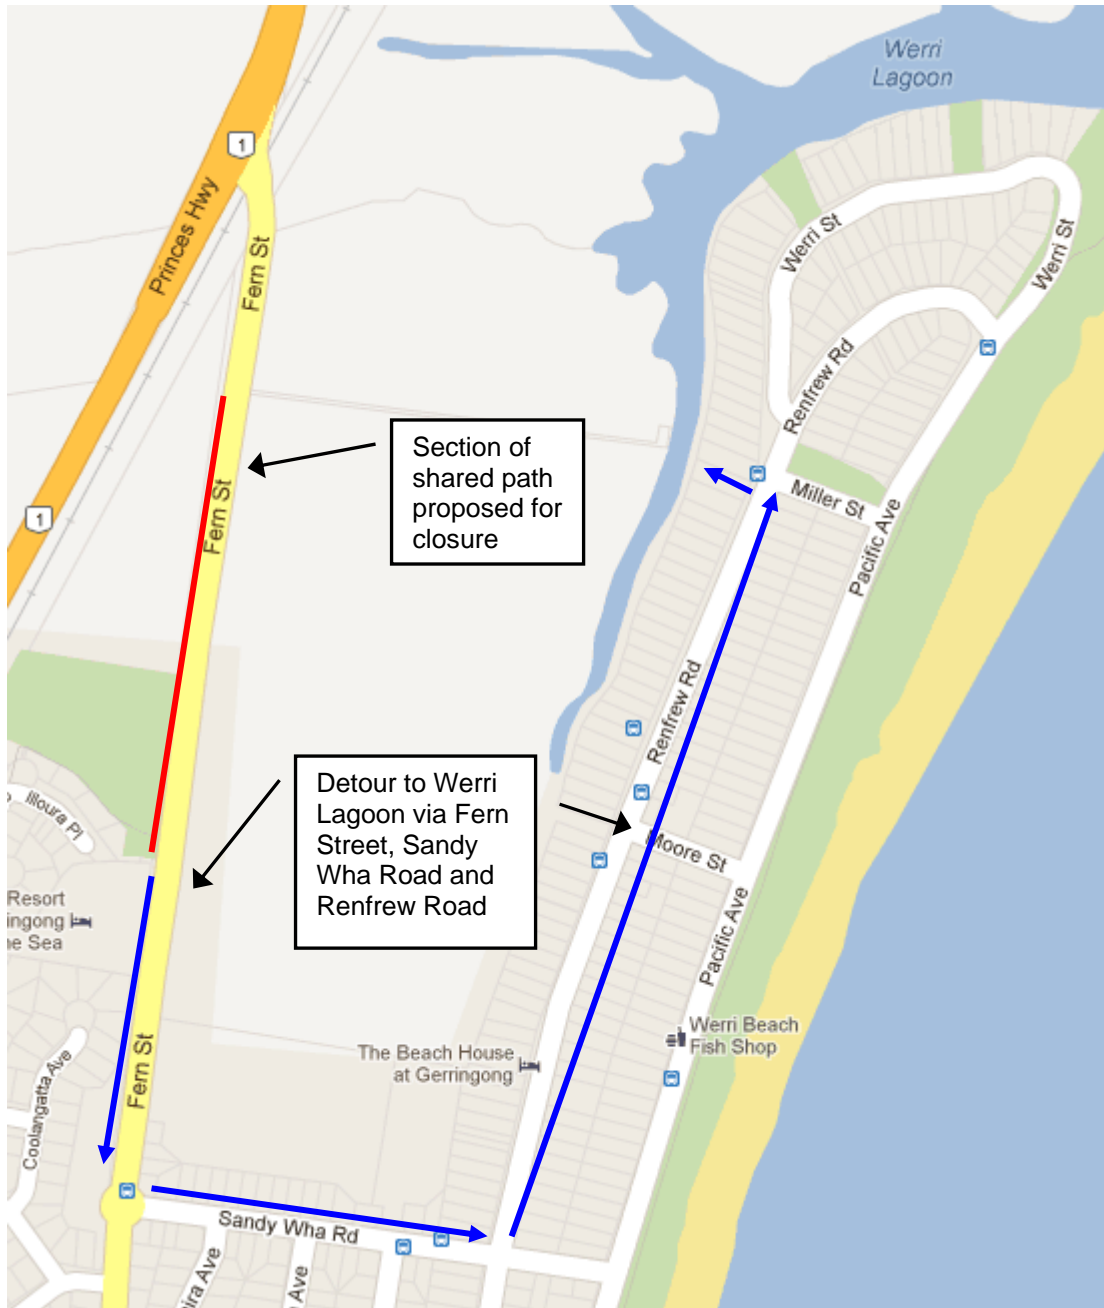 Werri
Lagoon
1
Princes Hwy
Fern St
Werri St
Werri St
Renfrew Rd
Section of
shared path
proposed for
closure
1
Fern St
Miller St
Pacific Ave
Renfrew Rd
Illoura Pl
Detour to Werri
Lagoon via Fern
Street, Sandy
Wha Road and
Renfrew Road
Moore St
Resort
ingong
ne Sea
Pacific Ave
Werri Beach
Fish Shop
The Beach House
at Gerringong
Fern St
Coolangatta Ave
Sandy Wha Rd
ira Ave
Ave